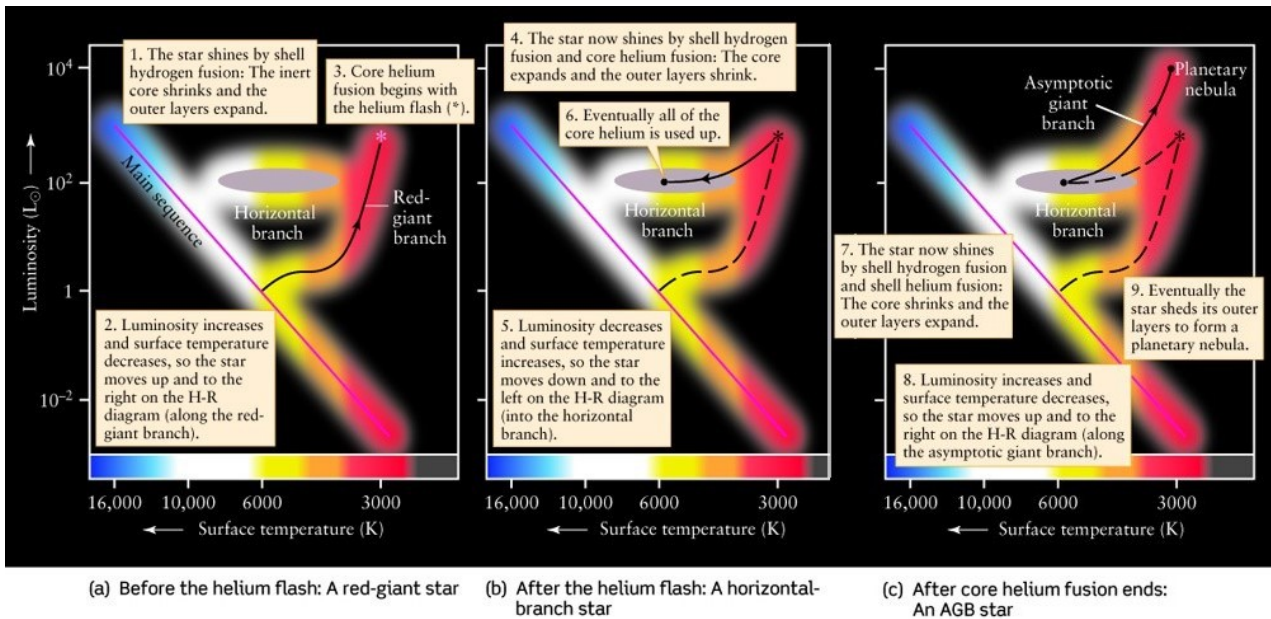 1. The star shines by shell
hydrogen fusion: The inert
core shrinks and the
outer layers expand.
3. Core helium
fusion begins with
the helium flash (*).
10⁴
10²
1
10⁻²
Luminosity (L⊙) →
*
Main sequence
Horizontal
branch
Red-
giant
branch
2. Luminosity increases
and surface temperature
decreases, so the star
moves up and to the
right on the H-R
diagram (along the red-
giant branch).
16,000 10,000 6000 3000
← Surface temperature (K)
(a) Before the helium flash: A red-giant star
4. The star now shines by shell hydrogen
fusion and core helium fusion: The core
expands and the outer layers shrink.
6. Eventually all of the
core helium is used up.
*
Horizontal
branch
5. Luminosity decreases
and surface temperature
increases, so the star
moves down and to the
left on the H-R diagram
(into the horizontal
branch).
16,000 10,000 6000 3000
← Surface temperature (K)
(b) After the helium flash: A horizontal-
branch star
Planetary
nebula
Asymptotic
giant
branch
*
Horizontal
branch
7. The star now shines
by shell hydrogen fusion
and shell helium fusion:
The core shrinks and the
outer layers expand.
9. Eventually the
star sheds its outer
layers to form a
planetary nebula.
8. Luminosity increases and
surface temperature decreases,
so the star moves up and to the
right on the H-R diagram (along
the asymptotic giant branch).
16,000 10,000 6000 3000
← Surface temperature (K)
(c) After core helium fusion ends:
An AGB star